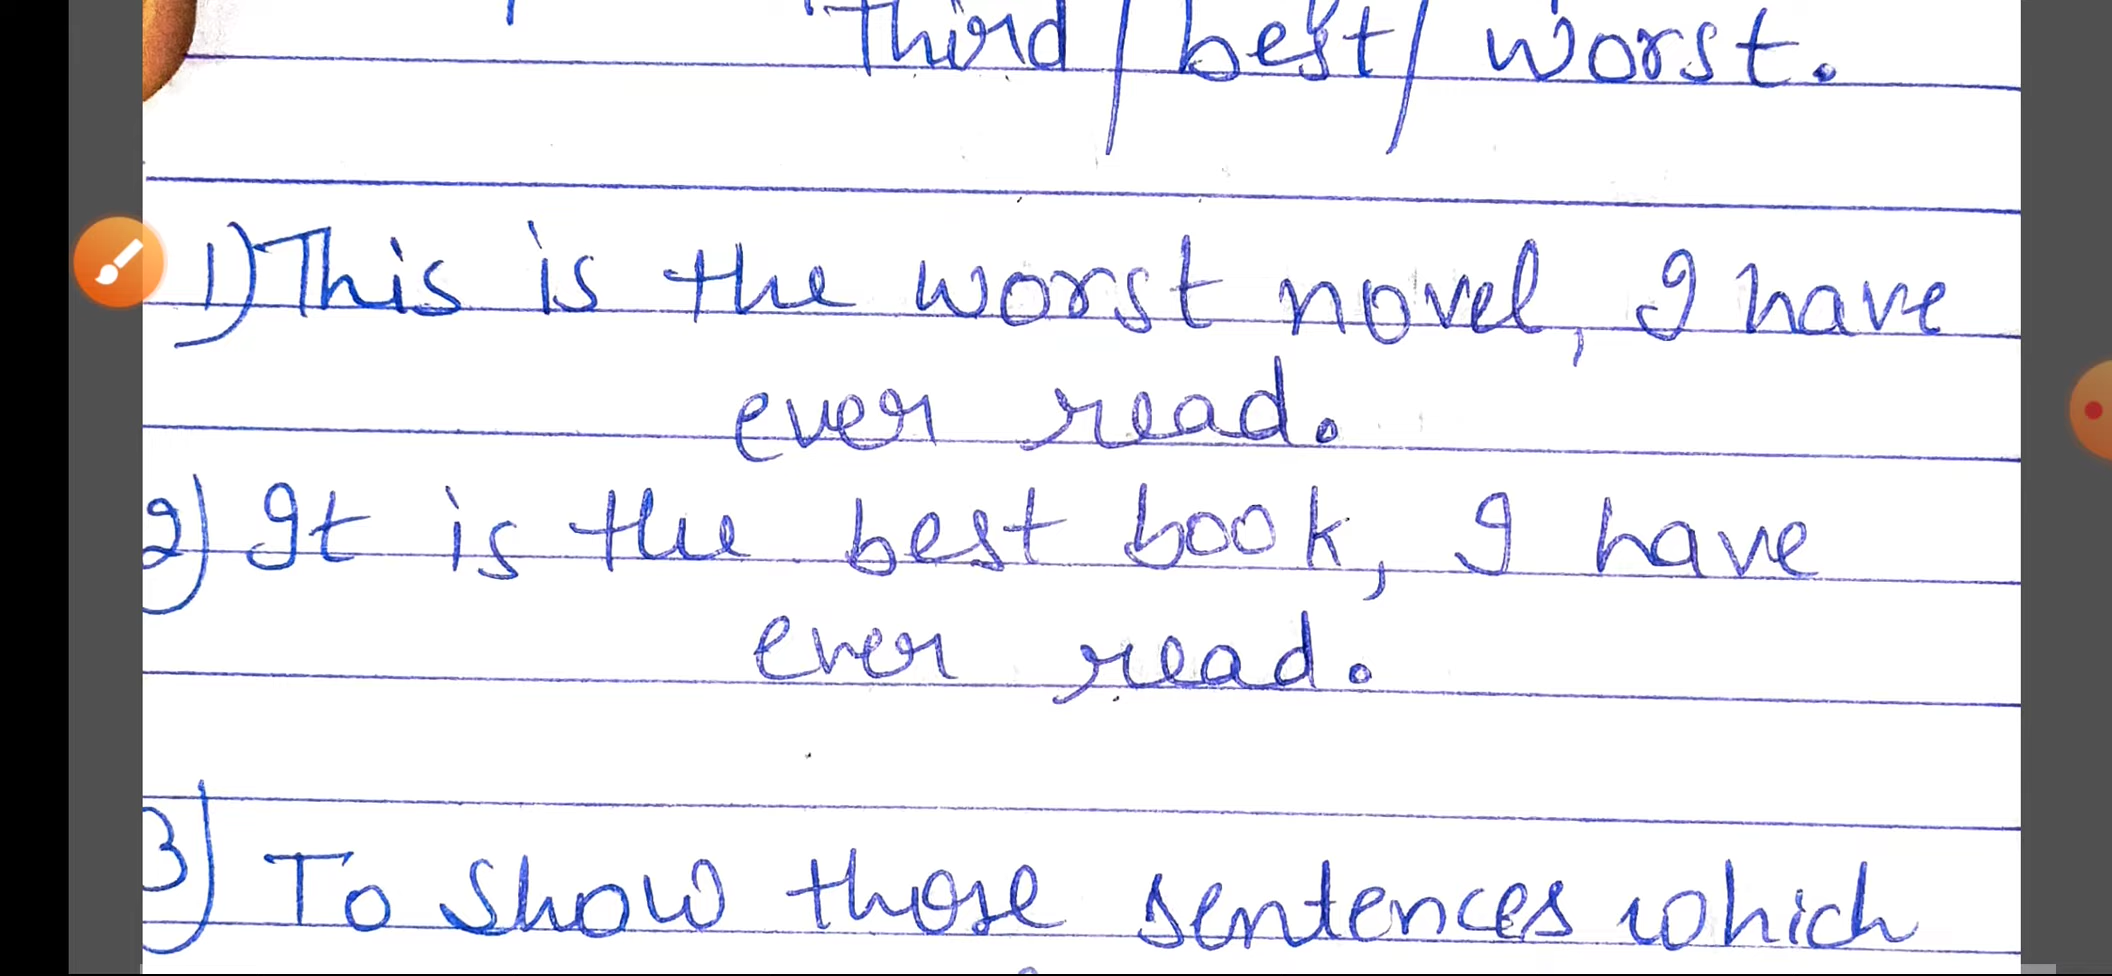 third/best/worst.
1) This is the worst novel, I have
ever read.
2) It is the best book, I have
ever read.
3) To show those sentences which